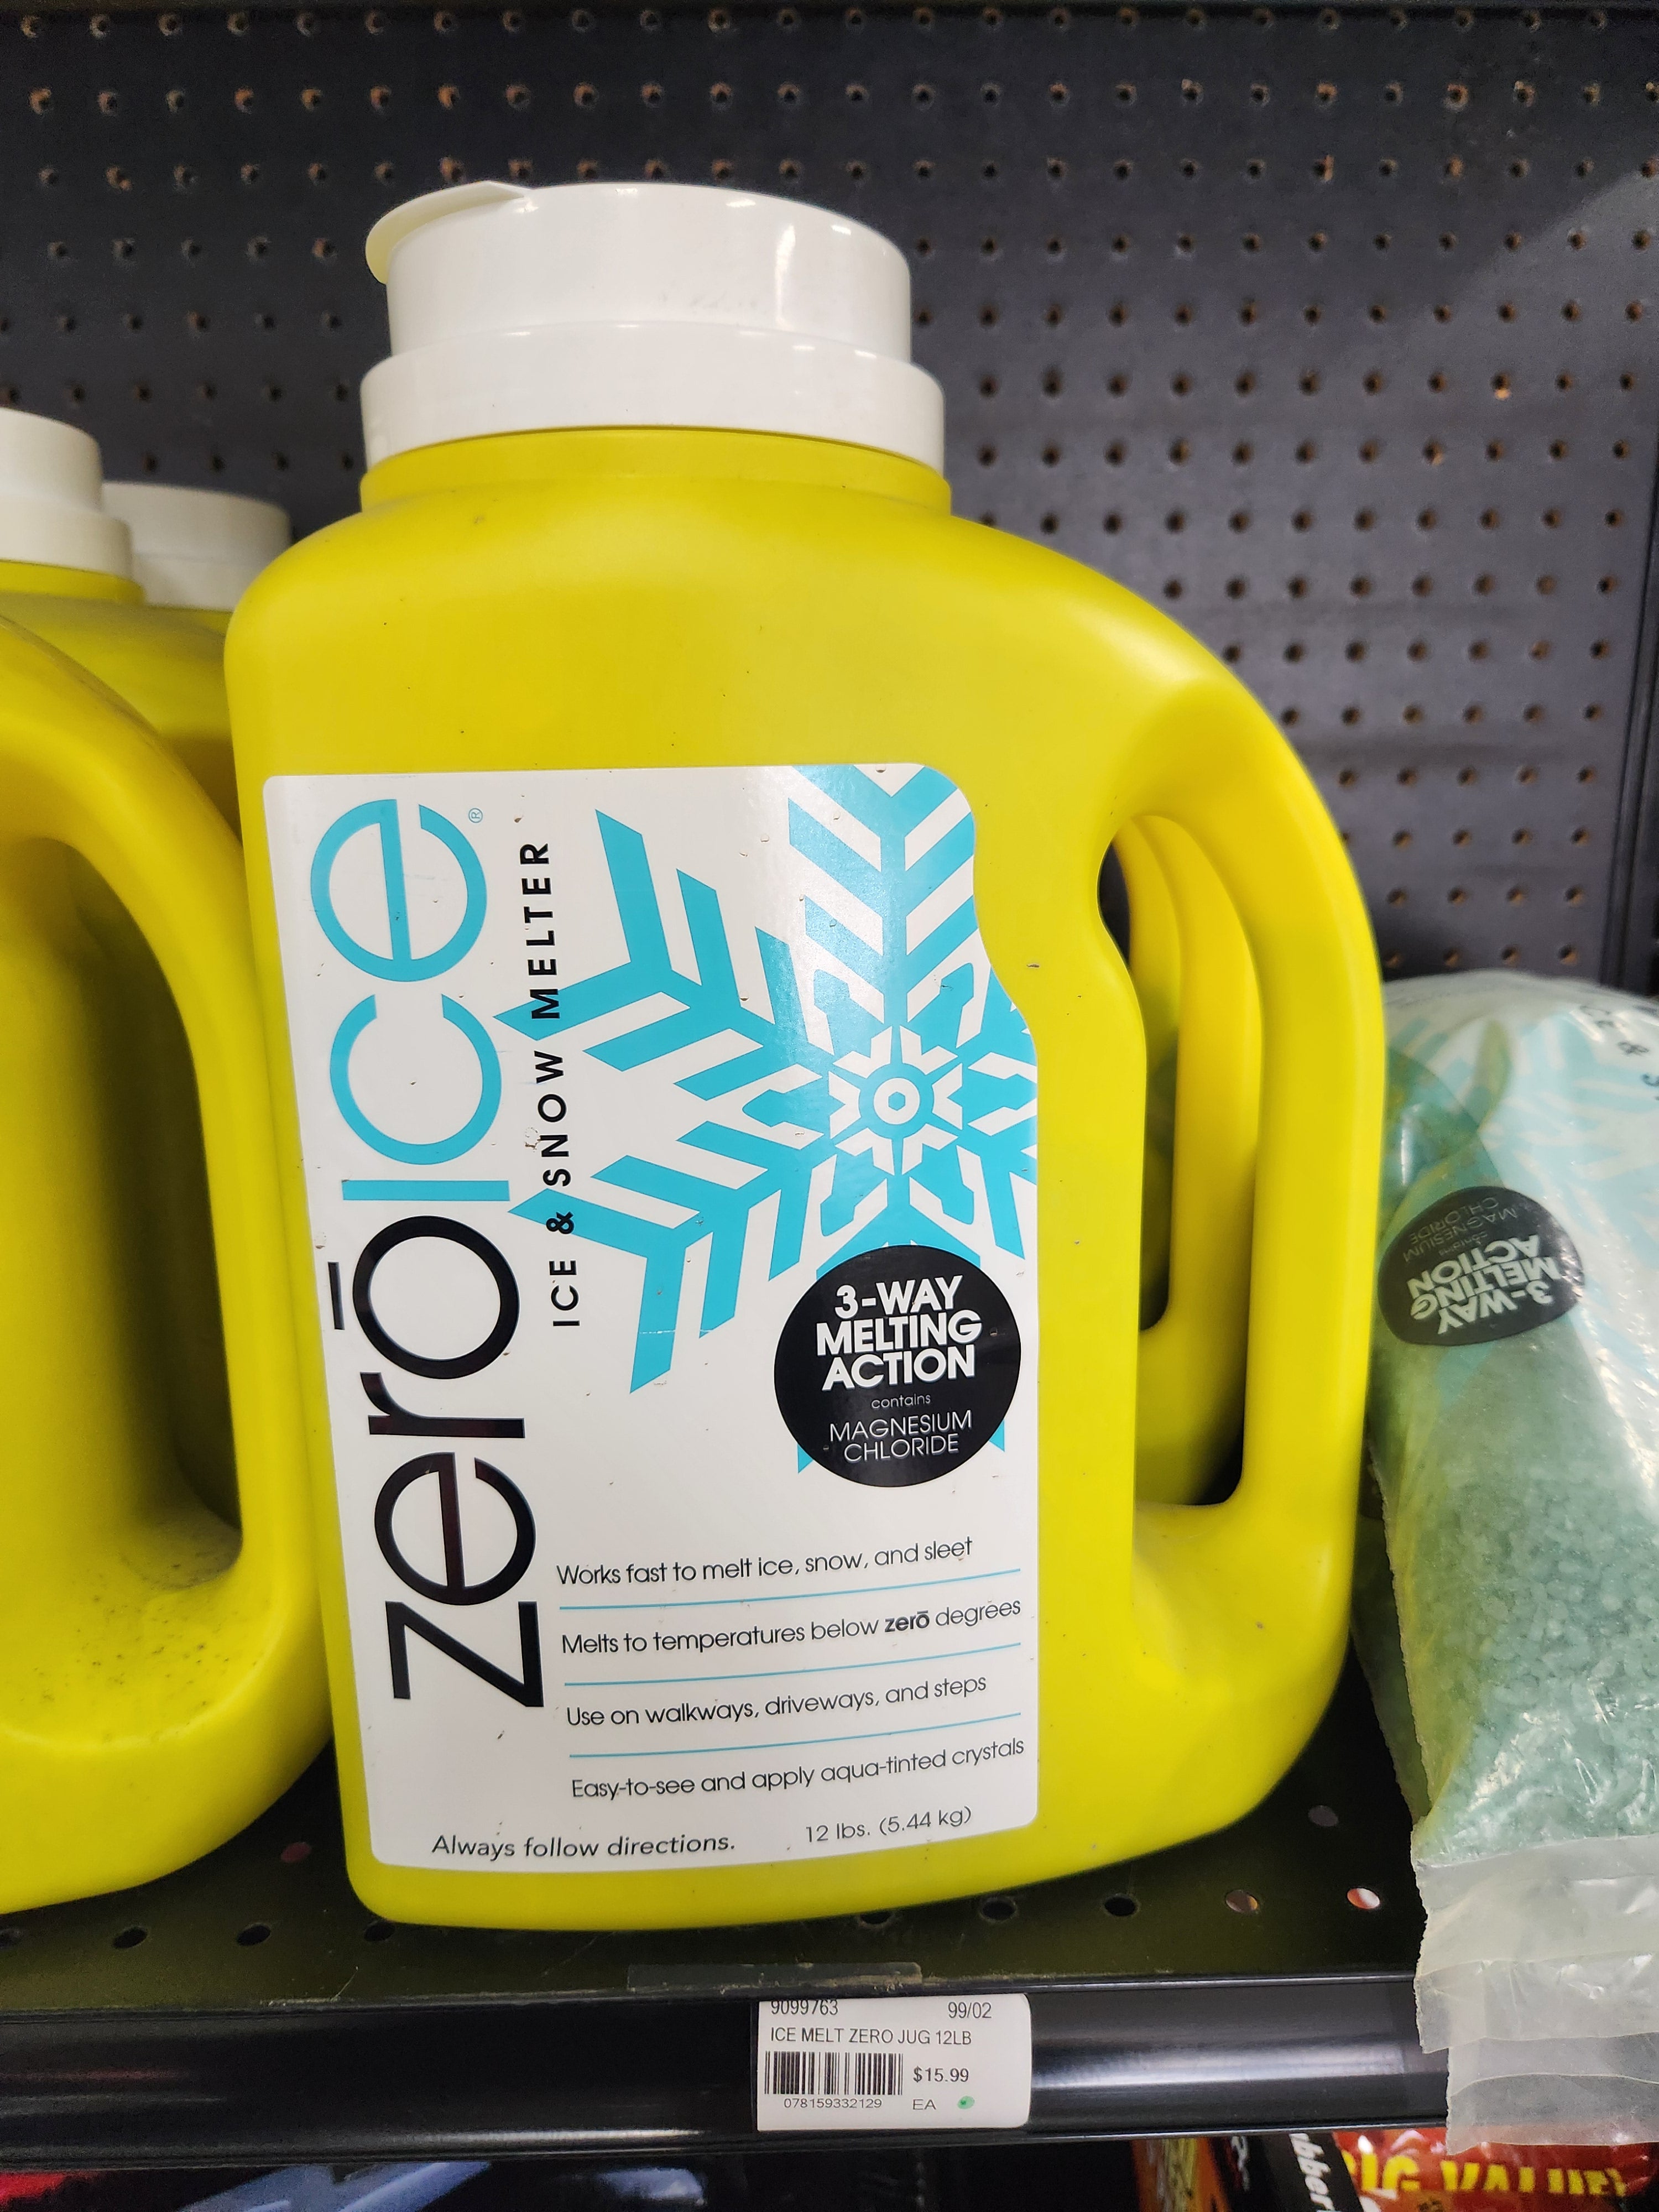 zerōIce®
ICE & SNOW MELTER
3-WAY
MELTING
ACTION
contains
MAGNESIUM
CHLORIDE
Works fast to melt ice, snow, and sleet
Melts to temperatures below zerō degrees
Use on walkways, driveways, and steps
Easy-to-see and apply aqua-tinted crystals
Always follow directions.
12 lbs. (5.44 kg)
3-WAY
MELTING
ACTION
contains
MAGNESIUM
CHLORIDE
9099763 99/02
ICE MELT ZERO JUG 12LB
$15.99
078159332129 EA